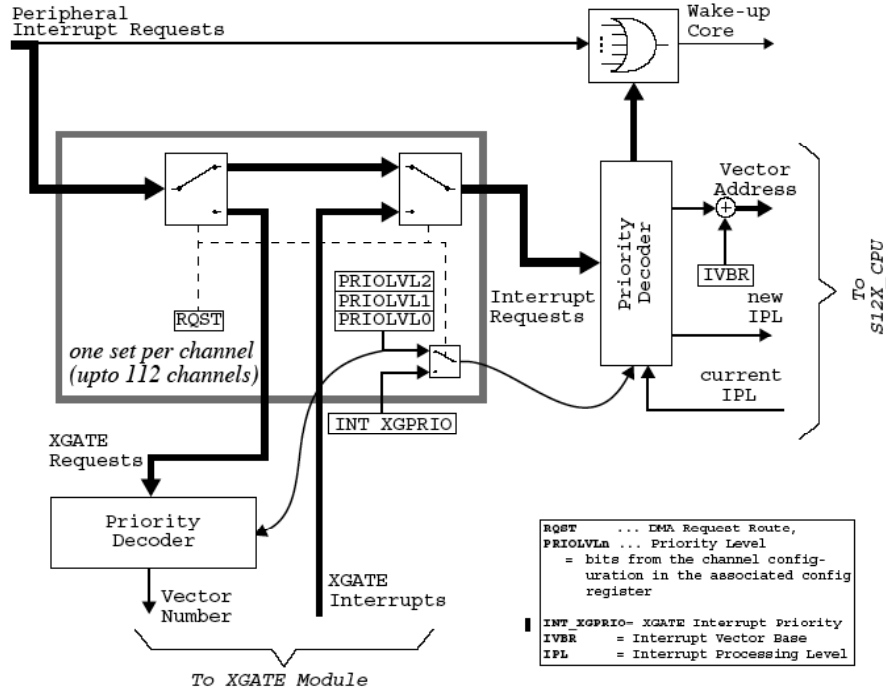 Peripheral
Interrupt Requests
Wake-up
Core
Vector
Address
Priority
Decoder
IVBR
To
S12X_CPU
PRIOLVL2
PRIOLVL1
PRIOLVL0
RQST
Interrupt
Requests
new
IPL
one set per channel
(upto 112 channels)
current
IPL
INT XGPRIO
XGATE
Requests
Priority
Decoder
Vector
Number
XGATE
Interrupts
To XGATE Module
RQST ... DMA Request Route,
PRIOLVLn ... Priority Level
= bits from the channel config-
uration in the associated config
register
INT_XGPRIO= XGATE Interrupt Priority
IVBR = Interrupt Vector Base
IPL = Interrupt Processing Level